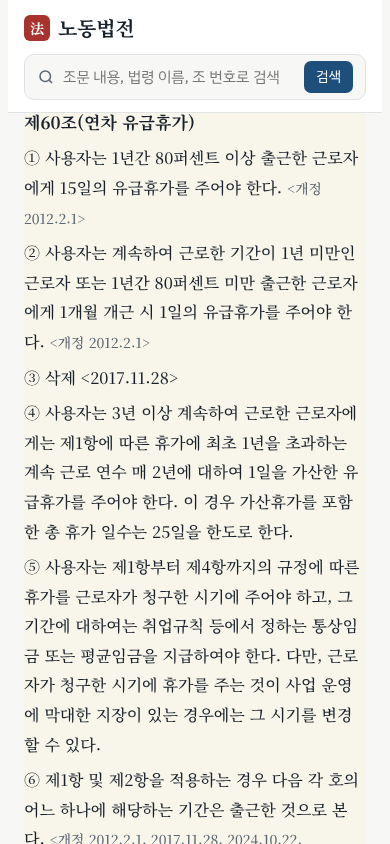 法 노동법전
조문 내용, 법령 이름, 조 번호로 검색 검색
제60조(연차 유급휴가)
① 사용자는 1년간 80퍼센트 이상 출근한 근로자
에게 15일의 유급휴가를 주어야 한다. <개정
2012.2.1>
② 사용자는 계속하여 근로한 기간이 1년 미만인
근로자 또는 1년간 80퍼센트 미만 출근한 근로자
에게 1개월 개근 시 1일의 유급휴가를 주어야 한
다. <개정 2012.2.1>
③ 삭제 <2017.11.28>
④ 사용자는 3년 이상 계속하여 근로한 근로자에
게는 제1항에 따른 휴가에 최초 1년을 초과하는
계속 근로 연수 매 2년에 대하여 1일을 가산한 유
급휴가를 주어야 한다. 이 경우 가산휴가를 포함
한 총 휴가 일수는 25일을 한도로 한다.
⑤ 사용자는 제1항부터 제4항까지의 규정에 따른
휴가를 근로자가 청구한 시기에 주어야 하고, 그
기간에 대하여는 취업규칙 등에서 정하는 통상임
금 또는 평균임금을 지급하여야 한다. 다만, 근로
자가 청구한 시기에 휴가를 주는 것이 사업 운영
에 막대한 지장이 있는 경우에는 그 시기를 변경
할 수 있다.
⑥ 제1항 및 제2항을 적용하는 경우 다음 각 호의
어느 하나에 해당하는 기간은 출근한 것으로 본
다. <개정 2012.2.1, 2017.11.28, 2024.10.22,